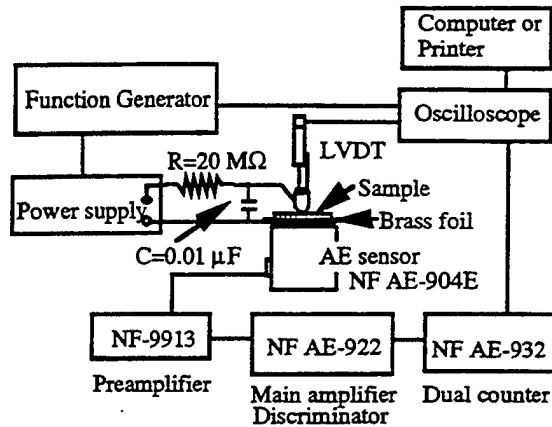 Computer or
Printer
Function Generator
Oscilloscope
LVDT
R=20 MΩ
Sample
Power supply
Brass foil
C=0.01 μF
AE sensor
NF AE-904E
NF-9913
NF AE-922
NF AE-932
Preamplifier
Main amplifier
Discriminator
Dual counter